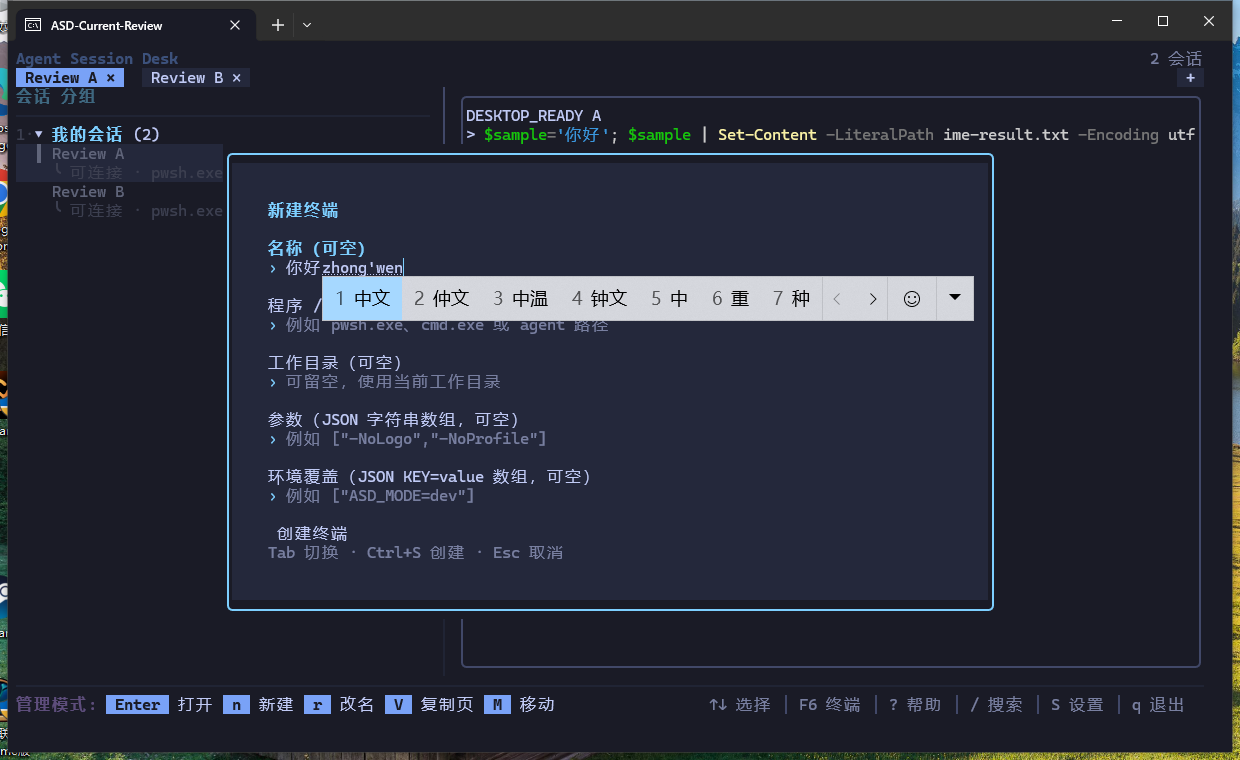 ASD-Current-Review
Agent Session Desk
2 会话
Review A ×
Review B ×
+
会话 分组
1 ▾ 我的会话 (2)
Review A
└ 可连接 · pwsh.exe
Review B
└ 可连接 · pwsh.exe
DESKTOP_READY A
> $sample='你好'; $sample | Set-Content -LiteralPath ime-result.txt -Encoding utf
新建终端
名称 (可空)
› 你好zhong'wen
1 中文 2 仲文 3 中温 4 钟文 5 中 6 重 7 种
程序 /
› 例如 pwsh.exe、cmd.exe 或 agent 路径
工作目录 (可空)
› 可留空, 使用当前工作目录
参数 (JSON 字符串数组, 可空)
› 例如 ["-NoLogo","-NoProfile"]
环境覆盖 (JSON KEY=value 数组, 可空)
› 例如 ["ASD_MODE=dev"]
创建终端
Tab 切换 · Ctrl+S 创建 · Esc 取消
管理模式: Enter 打开 n 新建 r 改名 V 复制页 M 移动
↑↓ 选择 │ F6 终端 │ ? 帮助 │ / 搜索 │ S 设置 │ q 退出